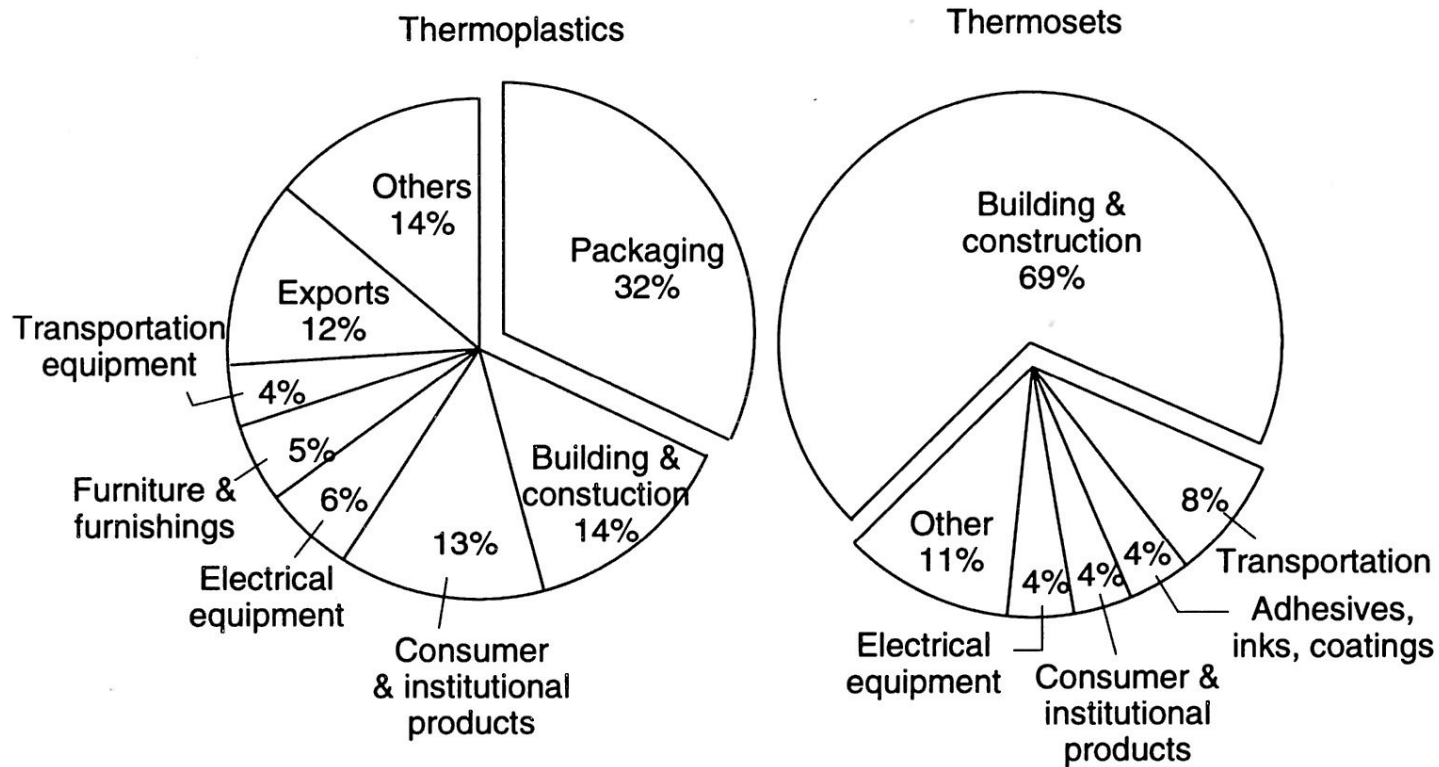 Thermoplastics
Others
14%
Packaging
32%
Exports
12%
Transportation
equipment
4%
5%
Furniture &
furnishings
6%
Electrical
equipment
13%
Consumer
& institutional
products
Building &
constuction
14%
Thermosets
Building &
construction
69%
Other
11%
4%
Electrical
equipment
4%
Consumer &
institutional
products
4%
Adhesives,
inks, coatings
8%
Transportation